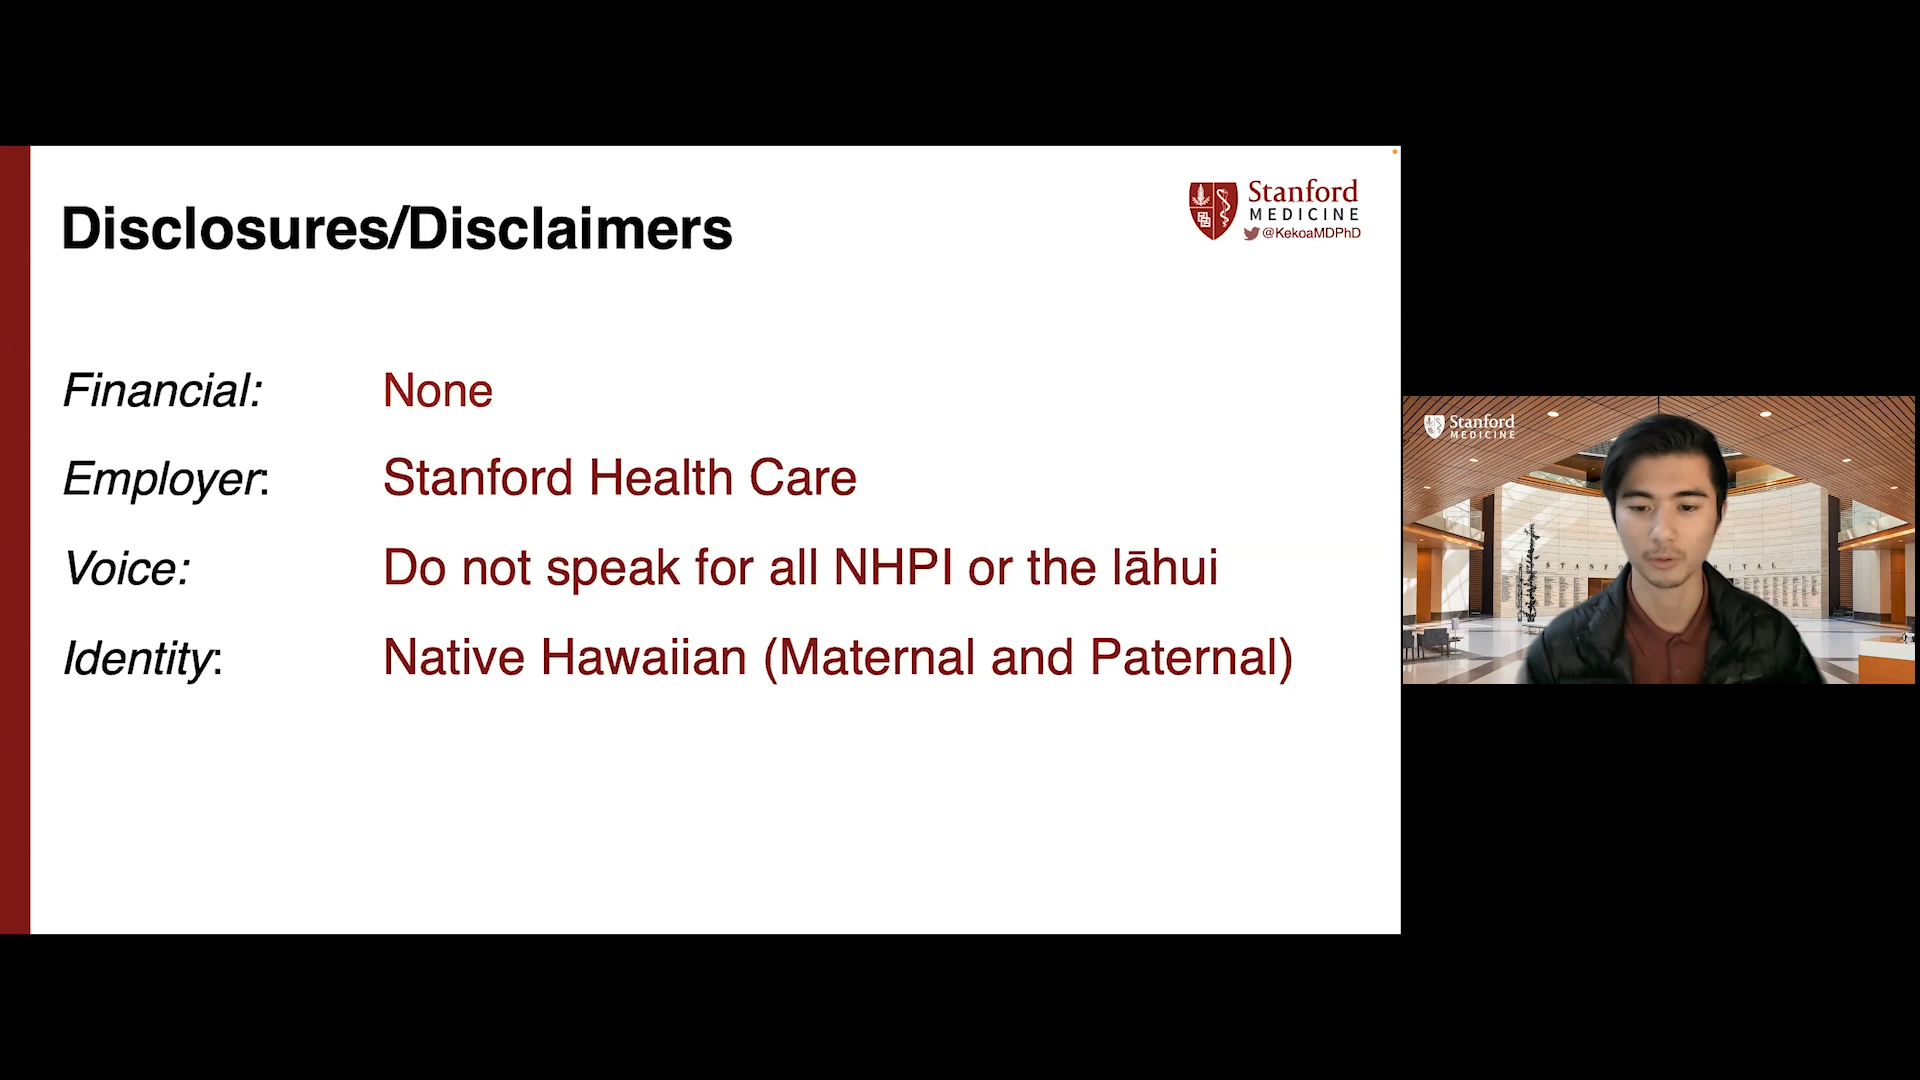 Disclosures/Disclaimers
Stanford
MEDICINE
@KekoaMDPhD
Financial: None
Employer: Stanford Health Care
Voice: Do not speak for all NHPI or the lāhui
Identity: Native Hawaiian (Maternal and Paternal)
Stanford
MEDICINE